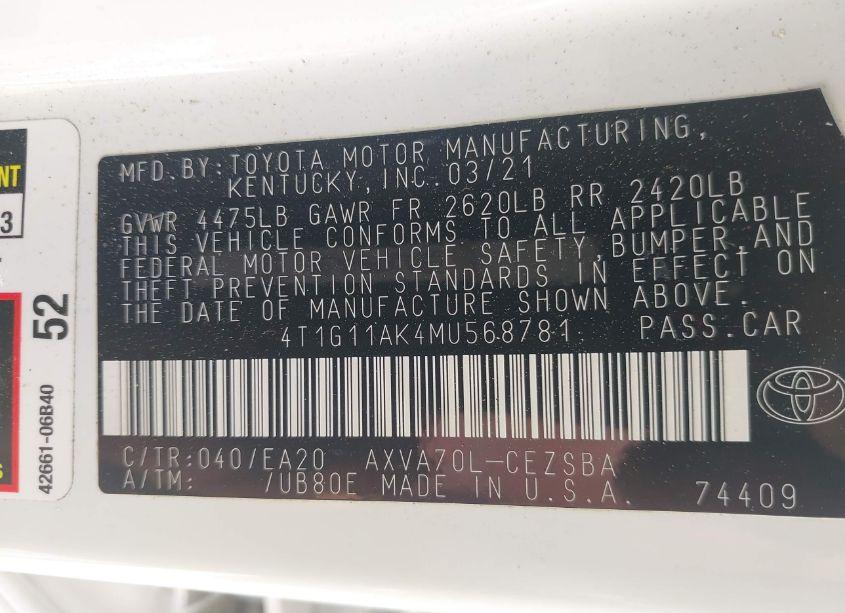 NT
3
52
42661-06B40
S
MFD.BY:TOYOTA MOTOR MANUFACTURING,
KENTUCKY,INC.03/21
GVWR 4475LB GAWR FR 2620LB RR 2420LB
THIS VEHICLE CONFORMS TO ALL APPLICABLE
FEDERAL MOTOR VEHICLE SAFETY,BUMPER,AND
THEFT PREVENTION STANDARDS IN EFFECT ON
THE DATE OF MANUFACTURE SHOWN ABOVE.
4T1G11AK4MU568781 PASS.CAR
C/TR:040/EA20 AXVA70L-CEZSBA
A/TM: /UB80E MADE IN U.S.A. 74409